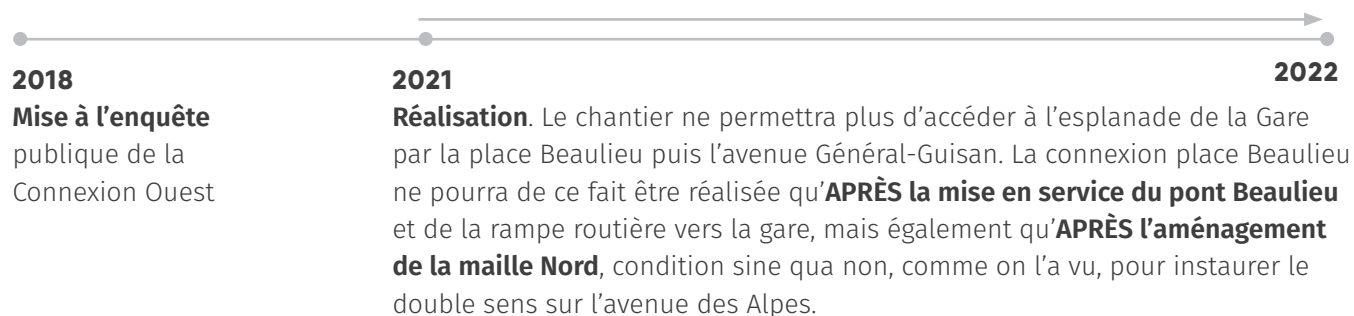 2018
Mise à l’enquête
publique de la
Connexion Ouest
2021
2022
Réalisation. Le chantier ne permettra plus d’accéder à l’esplanade de la Gare
par la place Beaulieu puis l’avenue Général-Guisan. La connexion place Beaulieu
ne pourra de ce fait être réalisée qu’APRÈS la mise en service du pont Beaulieu
et de la rampe routière vers la gare, mais également qu’APRÈS l’aménagement
de la maille Nord, condition sine qua non, comme on l’a vu, pour instaurer le
double sens sur l’avenue des Alpes.